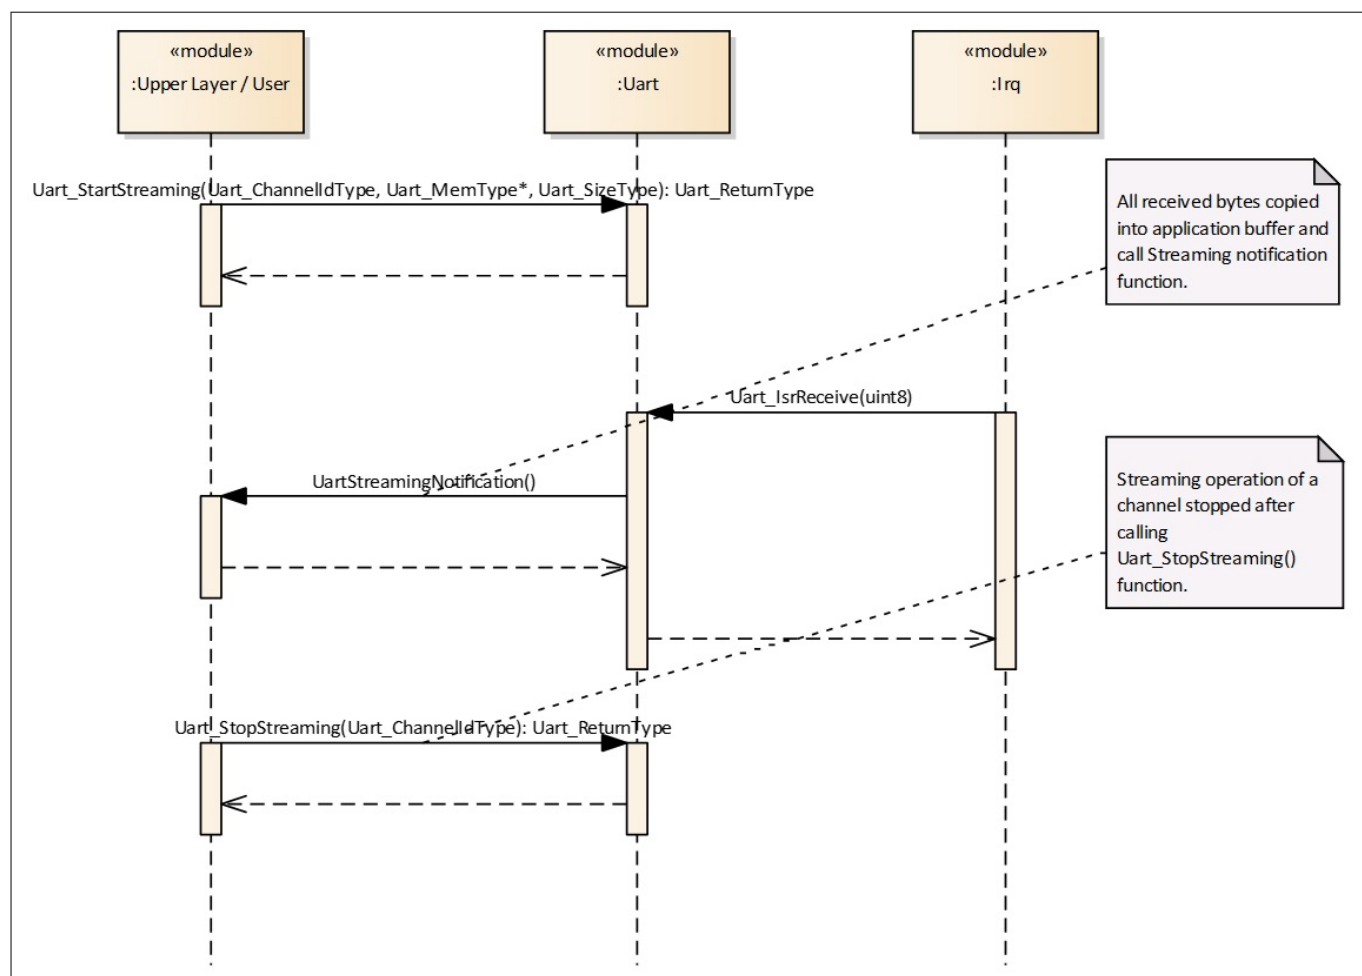 «module»
:Upper Layer / User
«module»
:Uart
«module»
:Irq
Uart_StartStreaming(Uart_ChannelIdType, Uart_MemType*, Uart_SizeType): Uart_ReturnType
All received bytes copied
into application buffer and
call Streaming notification
function.
Uart_IsrReceive(uint8)
UartStreamingNotification()
Streaming operation of a
channel stopped after
calling
Uart_StopStreaming()
function.
Uart_StopStreaming(Uart_ChannelIdType): Uart_ReturnType